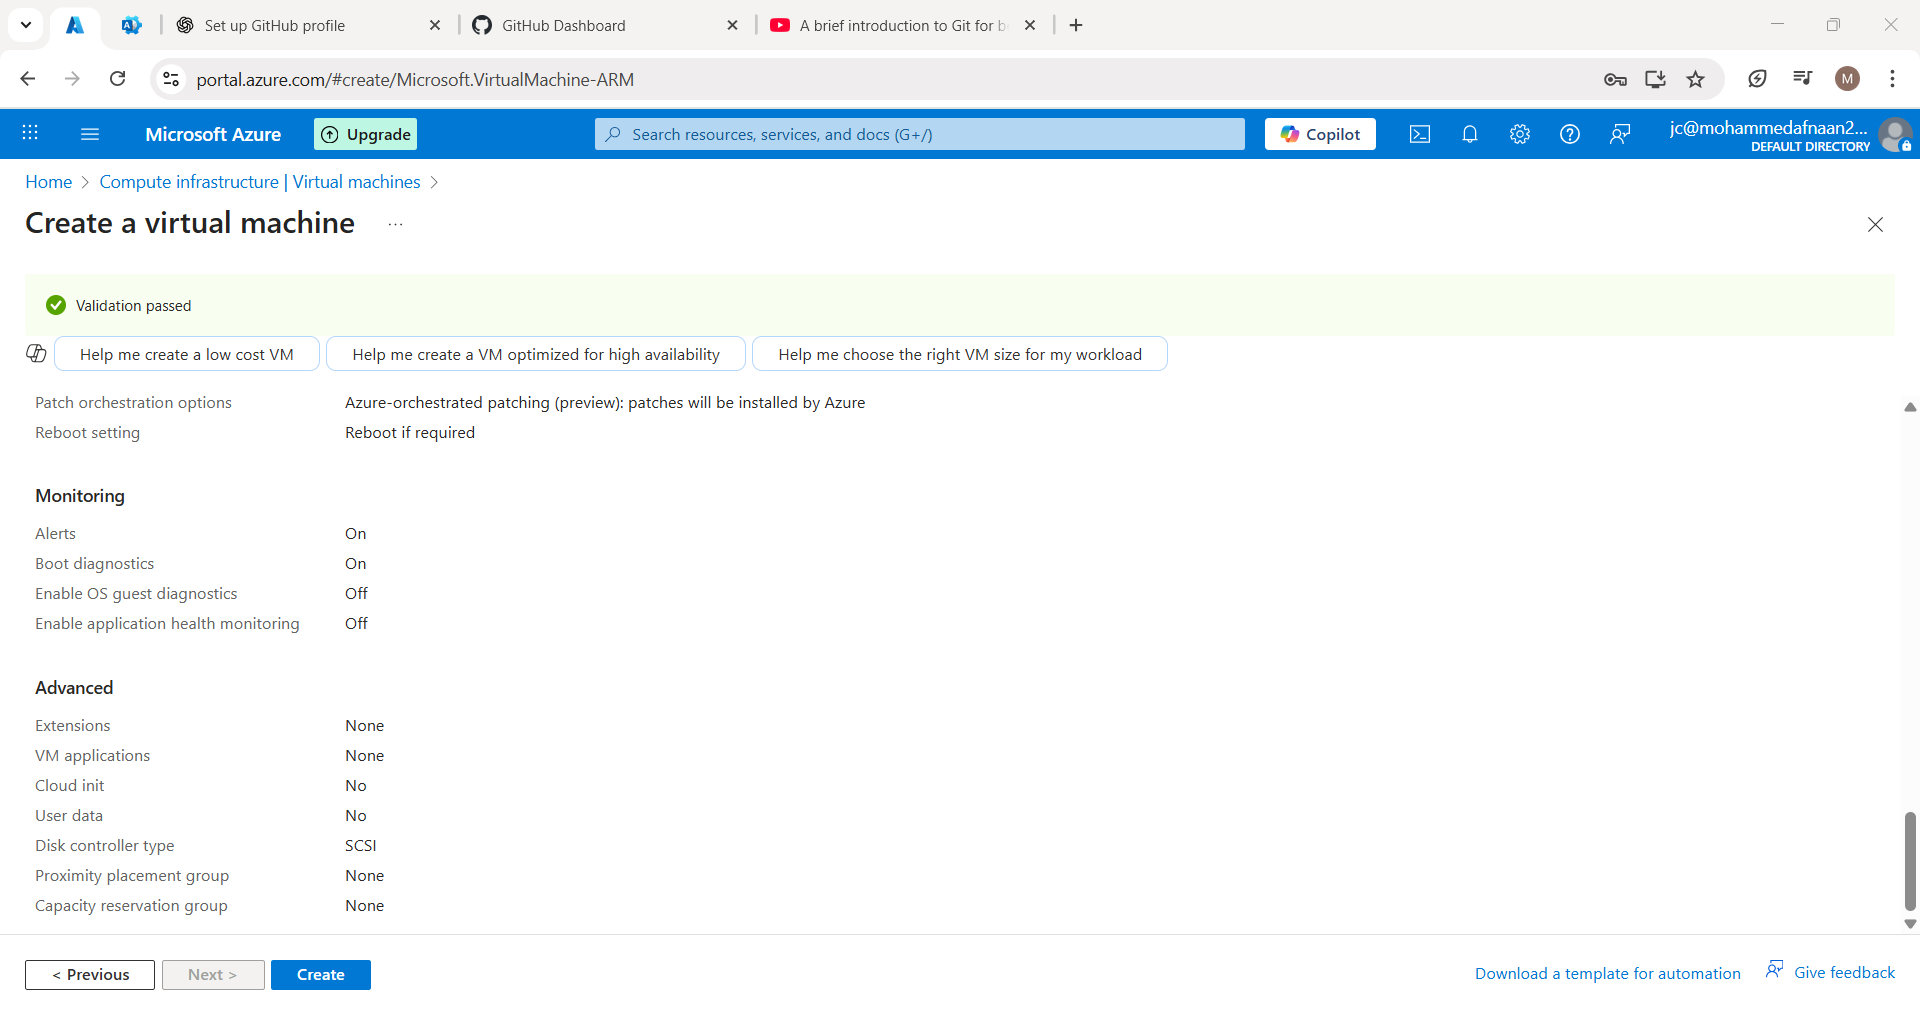 Set up GitHub profile
GitHub Dashboard
A brief introduction to Git for b
portal.azure.com/#create/Microsoft.VirtualMachine-ARM
M
Microsoft Azure
Upgrade
Search resources, services, and docs (G+/)
Copilot
jc@mohammedafnaan2...
DEFAULT DIRECTORY
Home > Compute infrastructure | Virtual machines >
Create a virtual machine ...
Validation passed
Help me create a low cost VM
Help me create a VM optimized for high availability
Help me choose the right VM size for my workload
Patch orchestration options Azure-orchestrated patching (preview): patches will be installed by Azure
Reboot setting Reboot if required
Monitoring
Alerts On
Boot diagnostics On
Enable OS guest diagnostics Off
Enable application health monitoring Off
Advanced
Extensions None
VM applications None
Cloud init No
User data No
Disk controller type SCSI
Proximity placement group None
Capacity reservation group None
< Previous
Next >
Create
Download a template for automation
Give feedback